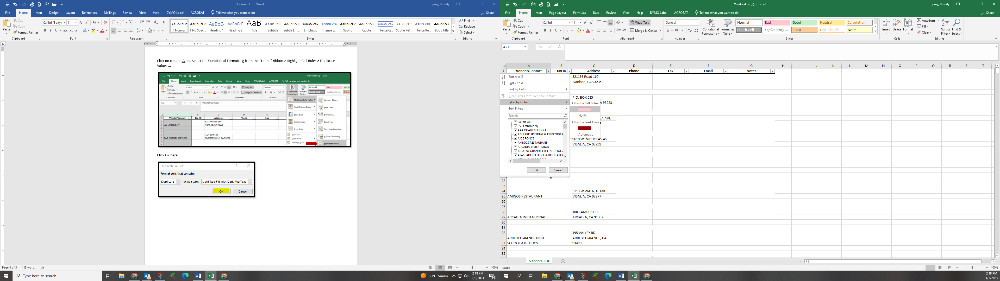 Document1 - Word
Spray, Brandy
File Home Insert Design Layout References Mailings Review View Help DYMO Label ACROBAT Tell me what you want to do
Share
Paste
Cut
Copy
Format Painter
Calibri (Body) 11
AaBbCcDc AaBbCcDc AaBbCc AaBbCcD AaB AaBbCcD AaBbCcDc AaBbCcDc AaBbCcDc AaBbCcDc AaBbCcDc AaBbCcDc AaBbCcDc AaBbCcDc AaBbCcDc
¶ Normal ¶ No Spac... Heading 1 Heading 2 Title Subtitle Subtle Em... Emphasis Intense E... Strong Quote Intense Q... Subtle Ref... Intense Re... Book Title
Find
Replace
Select
Clipboard Font Paragraph Styles Editing
Click on column A and select the Conditional Formatting from the “Home” ribbon > Highlight Cell Rules > Duplicate
Values …
VendorsList (3) - Excel
File Home Insert Page Layout Formulas Data Review View Help DYMO Label ACROBAT Tell me what you want to do
Paste
Cut
Copy
Format Painter
Calibri 11
Wrap Text
Merge & Center
General
Conditional Formatting
Format as Table
Normal Bad Good
Check Cell Explanatory ... Input
Clipboard Font Alignment Number
A1 Vendor/Contact
Highlight Cells Rules
Top/Bottom Rules
Data Bars
Color Scales
Icon Sets
New Rule...
Clear Rules
Manage Rules...
Greater Than...
Less Than...
Between...
Equal To...
Text that Contains...
A Date Occurring...
Duplicate Values...
A B C D E
Vendor/Contact Tax ID Address Phone Fax
321193 Road 160
559 Embroidery Ivanhoe, CA 93235
P.O. BOX 535
AAA QUALITY SERVICES FARMERSVILLE, CA 93223
Click OK here
Duplicate Values ? ×
Format cells that contain:
Duplicate values with Light Red Fill with Dark Red Text
OK Cancel
Page 3 of 3 113 words
100%
Type here to search
60°F Sunny
2:18 PM
1/3/2023
14
VendorsList (3) - Excel
Spray, Brandy
File Home Insert Page Layout Formulas Data Review View Help DYMO Label ACROBAT Tell me what you want to do
Share
Paste
Cut
Copy
Format Painter
Calibri 11
Wrap Text
Merge & Center
General
Conditional Formatting
Format as Table
Normal Bad Good Neutral Calculation
Check Cell Explanatory ... Input Linked Cell Note
Insert Delete Format
AutoSum
Fill
Clear
Sort & Filter
Find & Select
Clipboard Font Alignment Number Styles Cells Editing
A21
A B C D E F G H I J K L M N O P Q R S T
1 Vendor/Contact Tax ID Address Phone Fax Email Notes
Sort A to Z
Sort Z to A
Sort by Color
Clear Filter From "Vendor/Contact"
Filter by Color
Text Filters
Search
(Select All)
559 Embroidery
AAA QUALITY SERVICES
AGUIRRE PRINTING & EMBROIDER
AIDE PONCE
AMIGOS RESTAURANT
ARCADIA INVITATIONAL
ARROYO GRANDE HIGH SCHOOL A
ATASCADERO HIGH SCHOOL ATHL
OK Cancel
Filter by Cell Color
No Fill
Filter by Font Color
Automatic
321193 Road 160
Ivanhoe, CA 93235
P.O. BOX 535
A 93223
EA AVE
9610 W. NICHOLAS AVE
VISALIA, CA 93291
22
23
24 5113 W WALNUT AVE
25 AMIGOS RESTAURANT VISALIA, CA 93277
26
27
28 180 CAMPUS DR.
29 ARCADIA INVITATIONAL ARCADIA, CA 91007
30
31
32 495 VALLEY RD
ARROYO GRANDE HIGH ARROYO GRANDE, CA
33 SCHOOL ATHLETICS 93420
34
35
Vendors List
Ready
100%
2:18 PM
1/3/2023